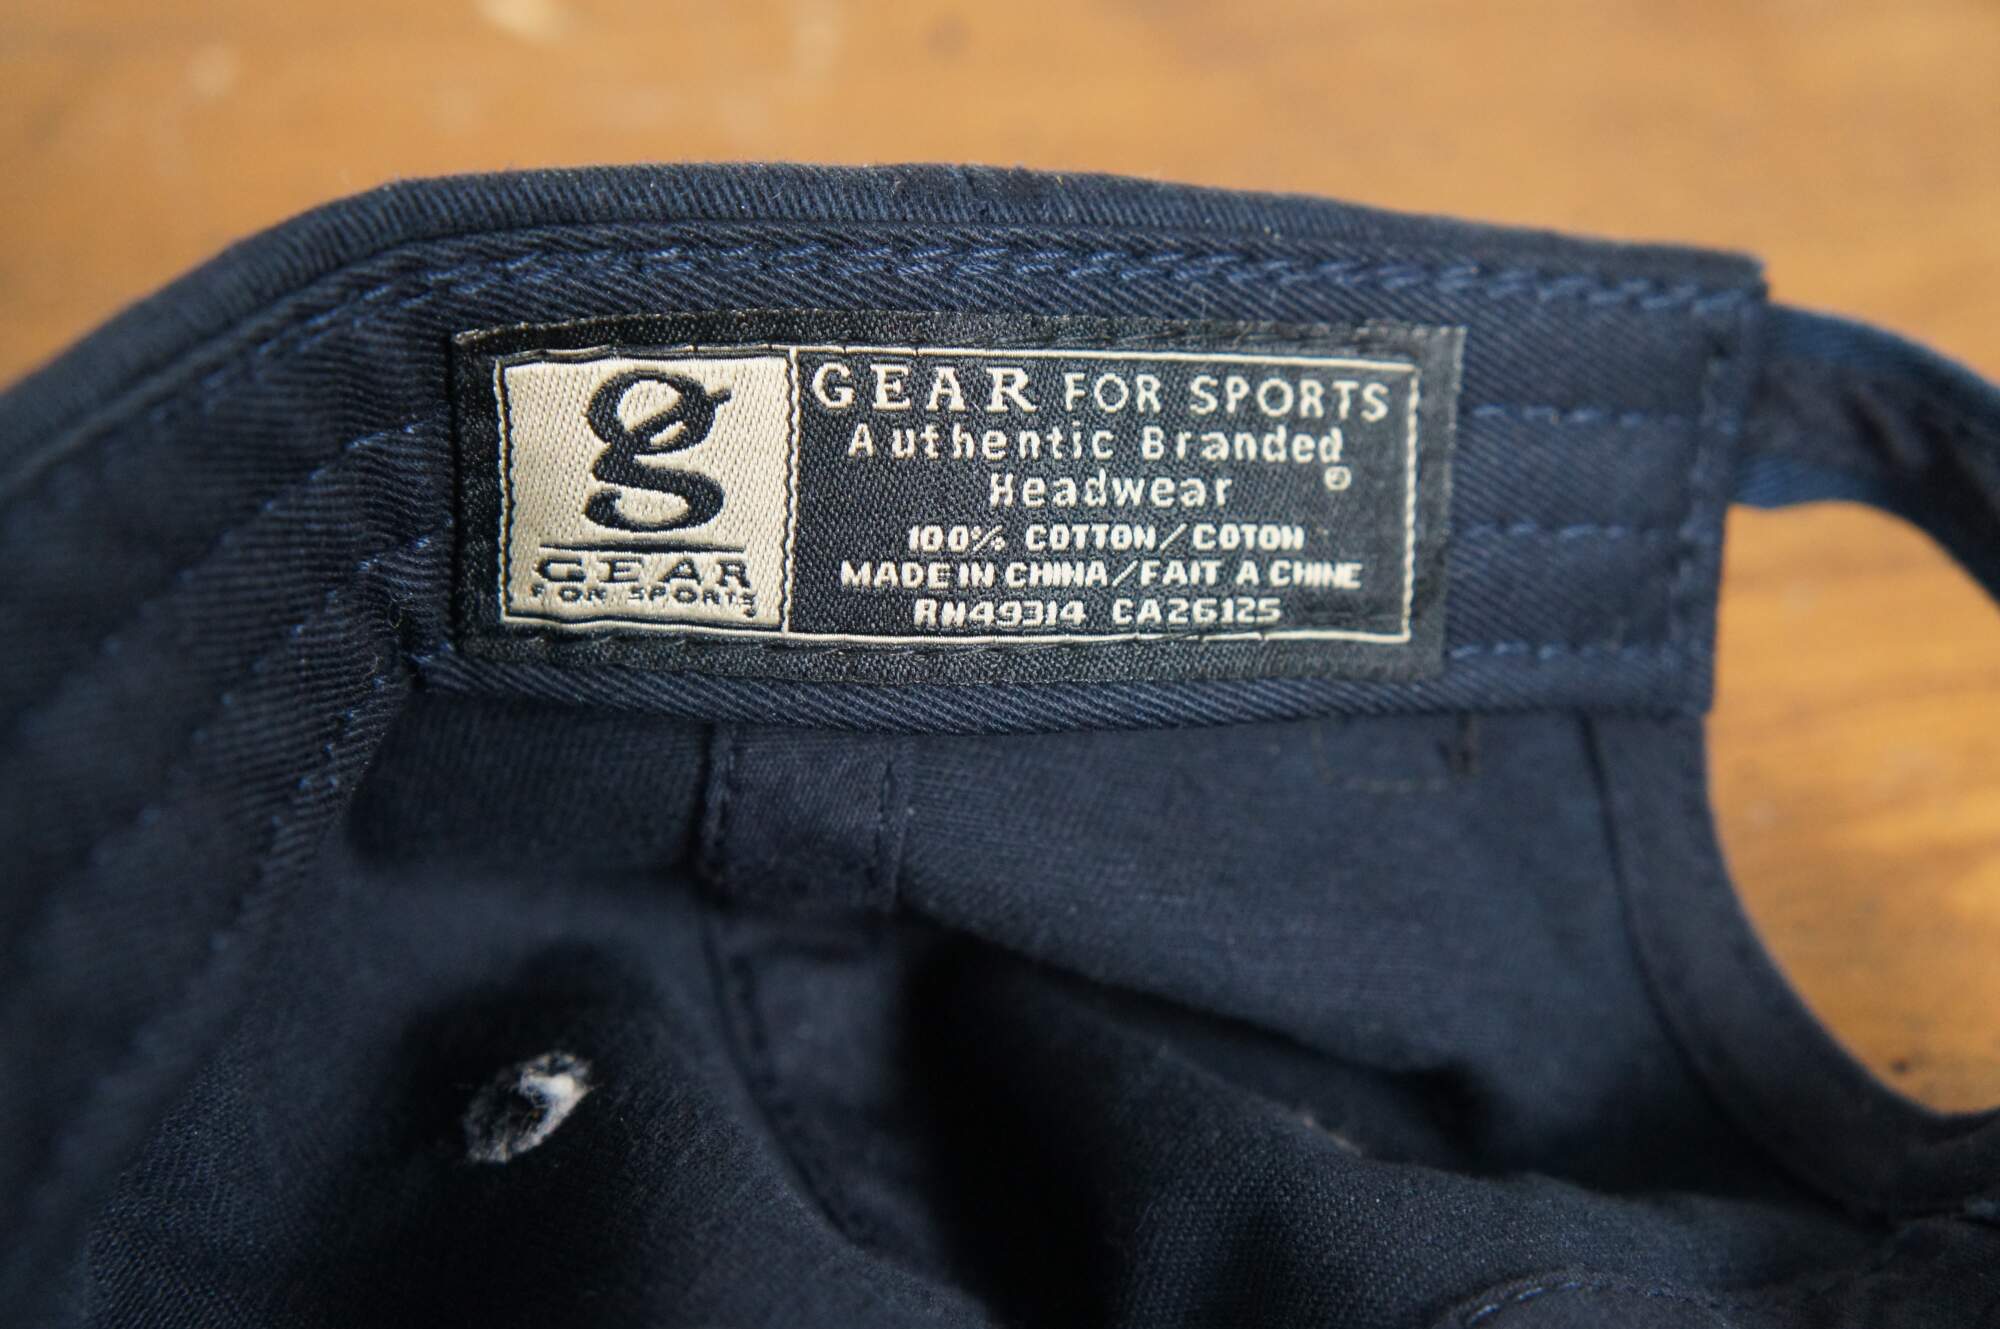 gs
GEAR
FOR SPORTS
GEAR FOR SPORTS
Authentic Branded
Headwear ®
100% COTTON/COTON
MADE IN CHINA/FAIT A CHINE
RN49314 CA26125